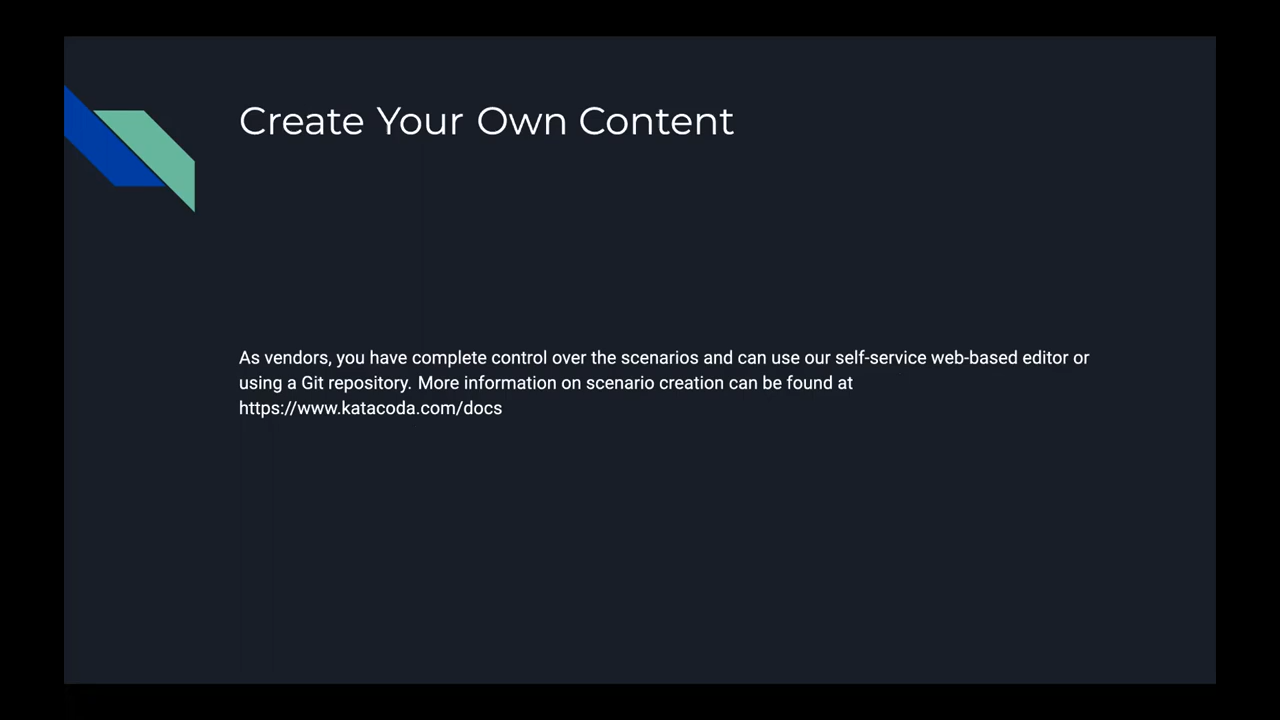 Create Your Own Content
As vendors, you have complete control over the scenarios and can use our self-service web-based editor or
using a Git repository. More information on scenario creation can be found at
https://www.katacoda.com/docs